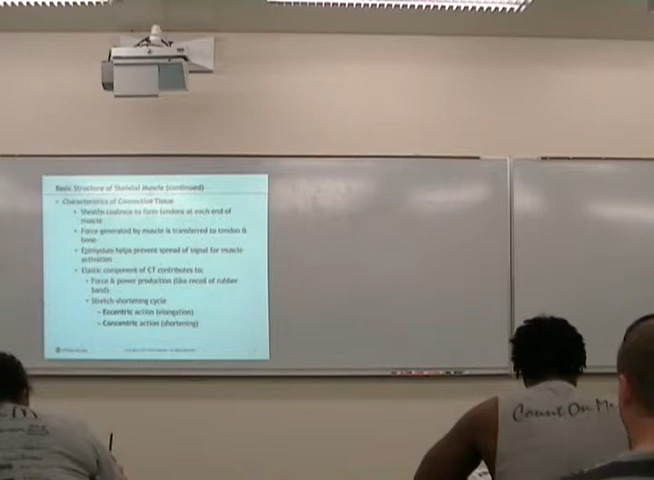 Basic Structure of Skeletal Muscle (continued)
• Characteristics of Connective Tissue
• Sheaths coalesce to form tendons at each end of
muscle
• Force generated by muscle is transferred to tendon &
bone
• Epimysium helps prevent spread of signal for muscle
activation
• Elastic component of CT contributes to:
• Force & power production (like recoil of rubber
band)
• Stretch-shortening cycle
– Eccentric action (elongation)
– Concentric action (shortening)
Count On Me